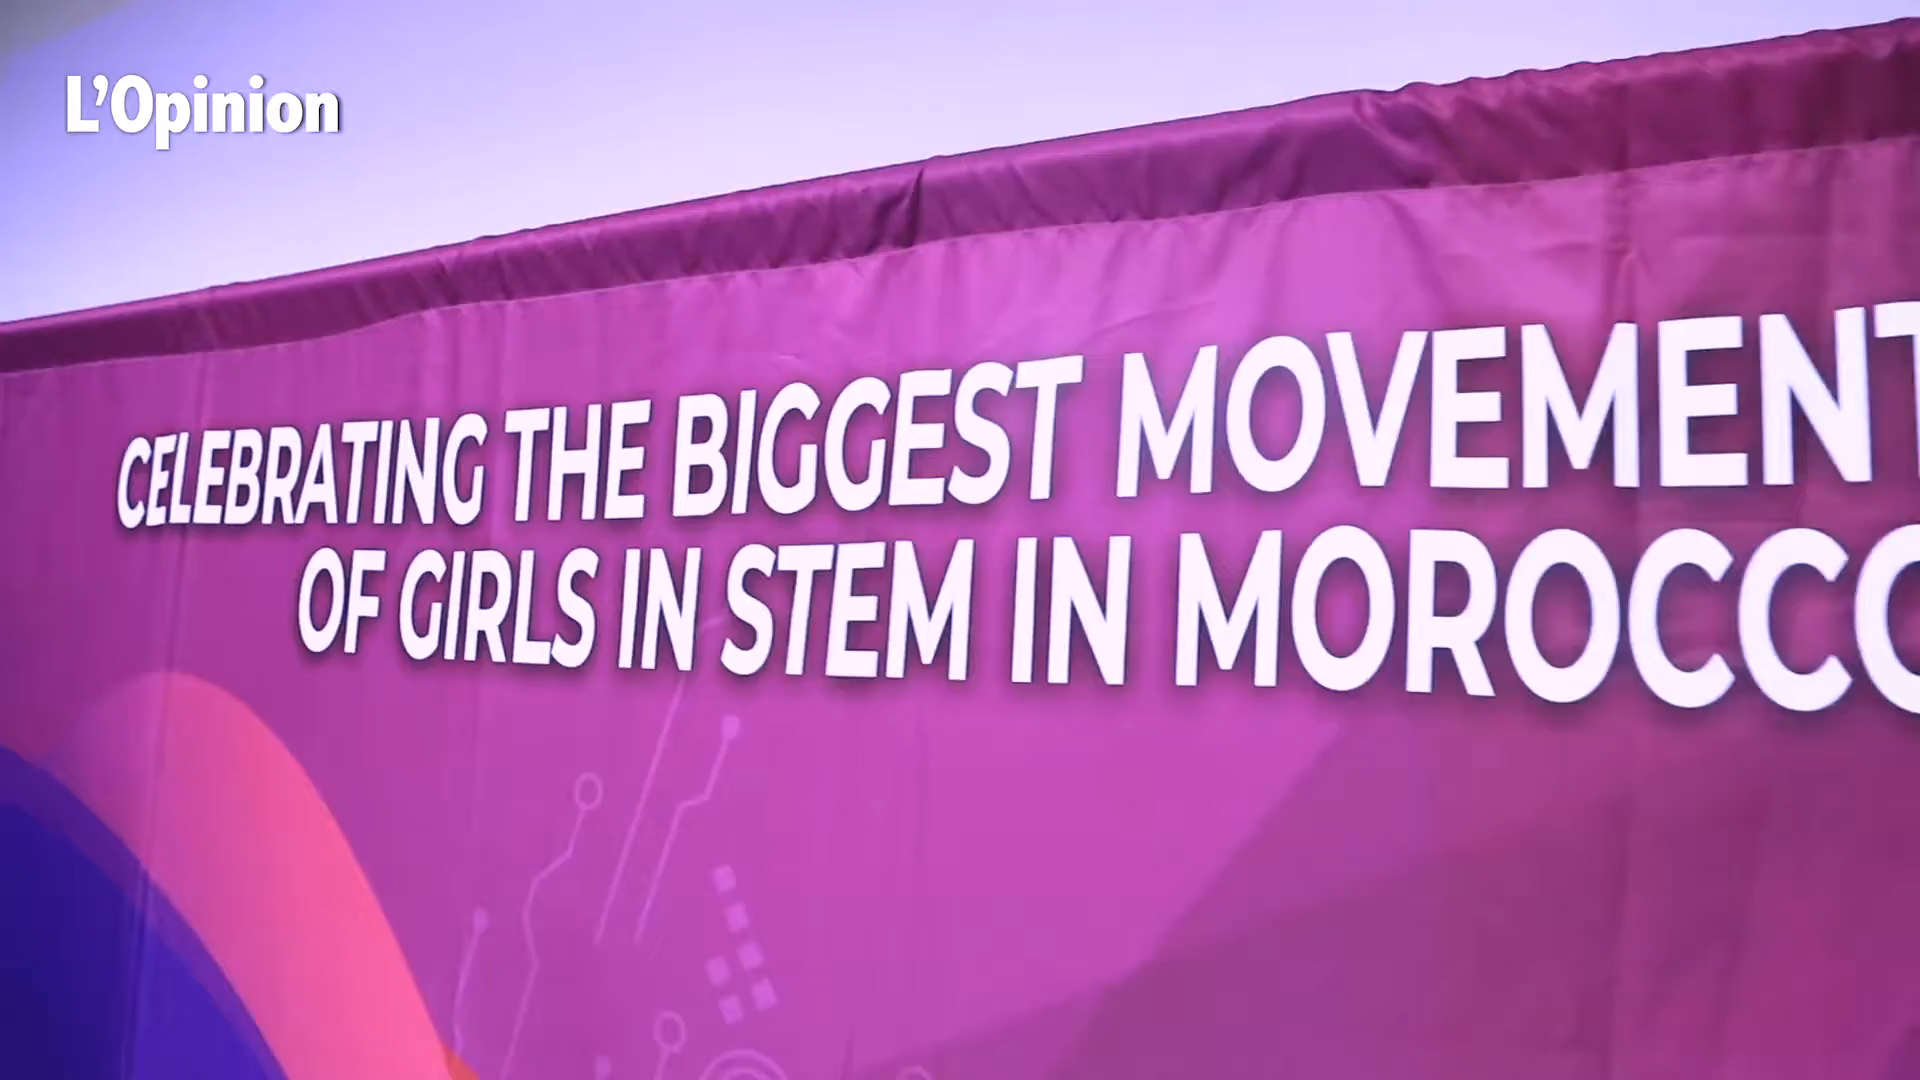 L'Opinion
CELEBRATING THE BIGGEST MOVEMENT
OF GIRLS IN STEM IN MOROCCO